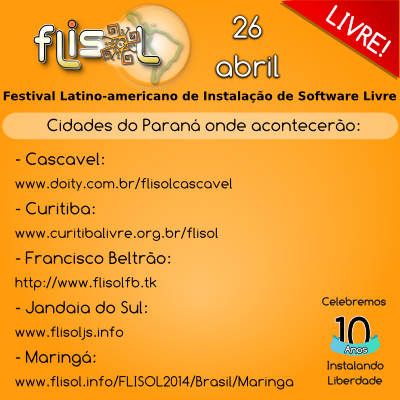 flisol
26
abril
LIVRE!
Festival Latino-americano de Instalação de Software Livre
Cidades do Paraná onde acontecerão:
- Cascavel:
www.doity.com.br/flisolcascavel
- Curitiba:
www.curitibalivre.org.br/flisol
- Francisco Beltrão:
http://www.flisolfb.tk
- Jandaia do Sul:
www.flisoljs.info
- Maringá:
www.flisol.info/FLISOL2014/Brasil/Maringa
Celebremos
10
Anos
Instalando
Liberdade